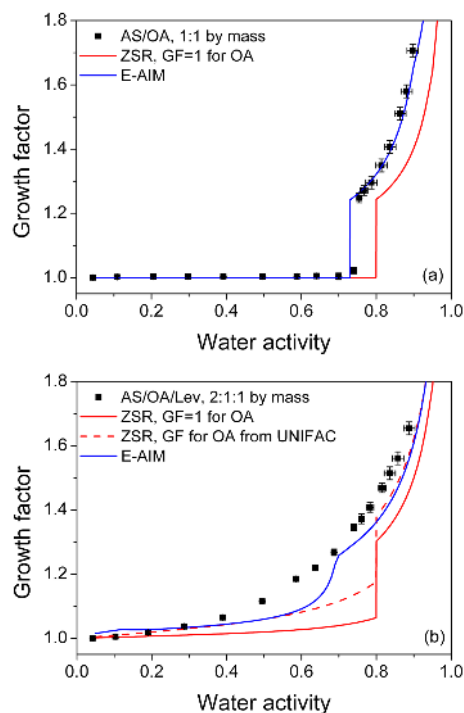 1.8
AS/OA, 1:1 by mass
ZSR, GF=1 for OA
E-AIM
1.6
1.4
1.2
1.0
Growth factor
(a)
0.0 0.2 0.4 0.6 0.8 1.0
Water activity
1.8
AS/OA/Lev, 2:1:1 by mass
ZSR, GF=1 for OA
ZSR, GF for OA from UNIFAC
E-AIM
1.6
1.4
1.2
1.0
Growth factor
(b)
0.0 0.2 0.4 0.6 0.8 1.0
Water activity